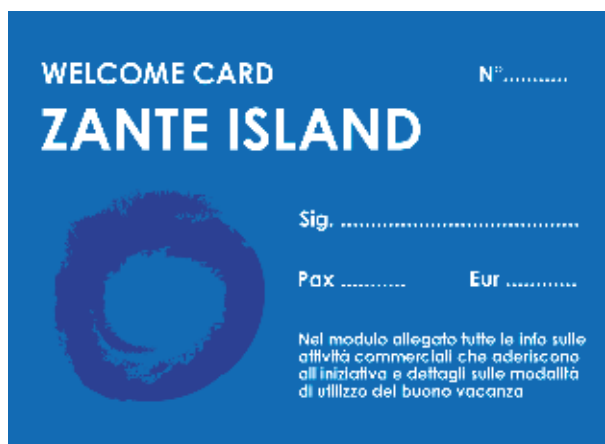 WELCOME CARD
N°...........
ZANTE ISLAND
Sig. ........................................
Pax ...........
Eur ............
Nel modulo allegato tutte le info sulle
attività commerciali che aderiscono
all'iniziativa e dettagli sulle modalità
di utilizzo del buono vacanza